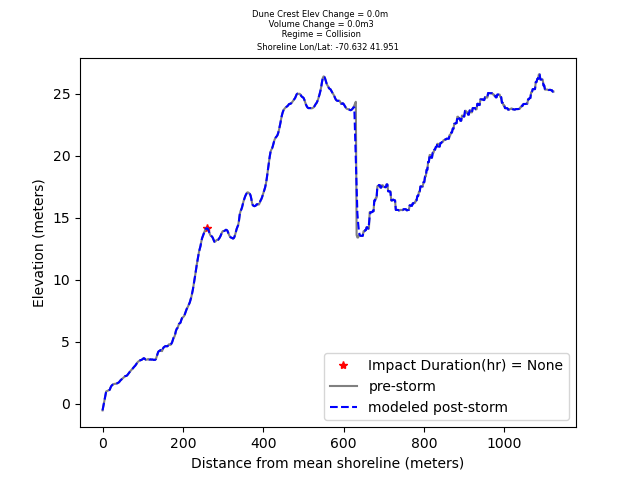 Dune Crest Elev Change = 0.0m
Volume Change = 0.0m3
Regime = Collision
Shoreline Lon/Lat: -70.632 41.951
25
20
15
10
5
0
Elevation (meters)
Impact Duration(hr) = None
pre-storm
modeled post-storm
0 200 400 600 800 1000
Distance from mean shoreline (meters)